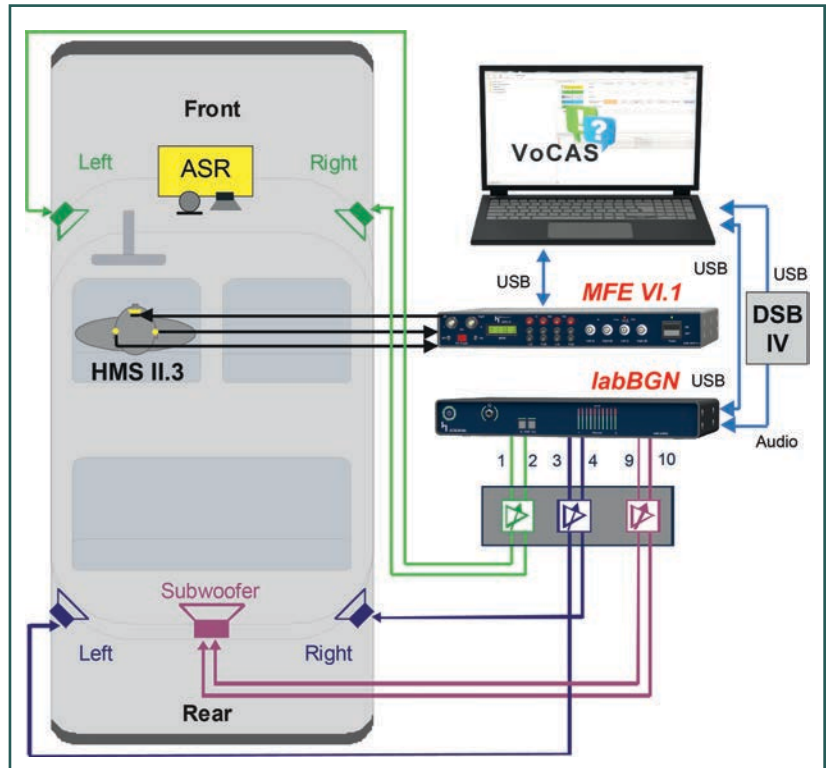 Front
Left
ASR
Right
VoCAS
USB
USB
USB
MFE VI.1
DSB
IV
HMS II.3
labBGN
USB
Audio
1
2
3
4
9
10
Subwoofer
Left
Right
Rear